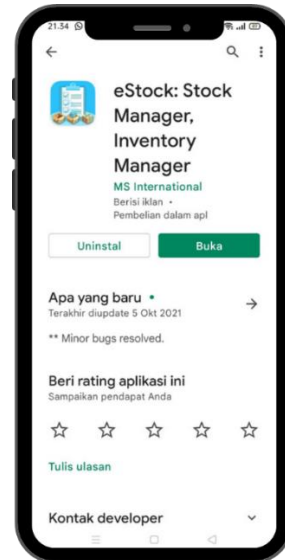 21.34
eStock: Stock
Manager,
Inventory
Manager
MS International
Berisi iklan •
Pembelian dalam apl
Uninstal
Buka
Apa yang baru •
Terakhir diupdate 5 Okt 2021
** Minor bugs resolved.
Beri rating aplikasi ini
Sampaikan pendapat Anda
Tulis ulasan
Kontak developer